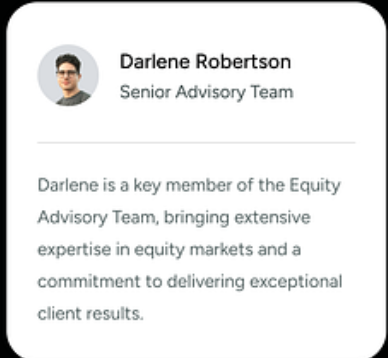 Darlene Robertson
Senior Advisory Team
Darlene is a key member of the Equity
Advisory Team, bringing extensive
expertise in equity markets and a
commitment to delivering exceptional
client results.